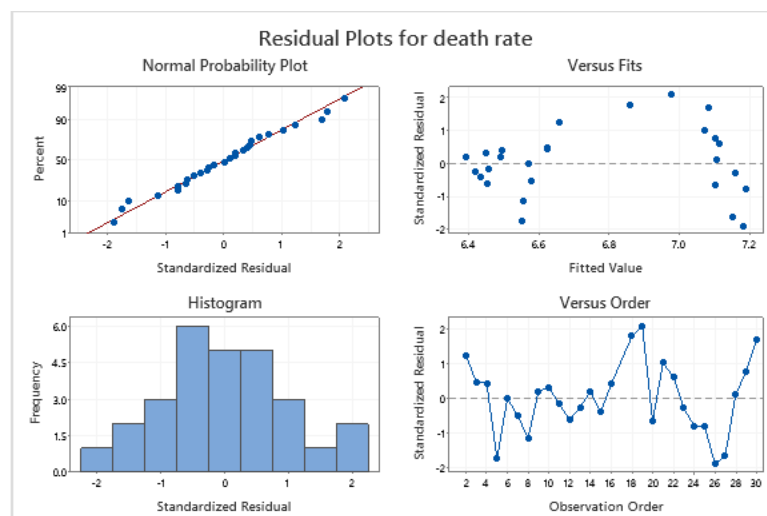 Residual Plots for death rate
Normal Probability Plot
99
90
50
10
1
Percent
-2
-1
0
1
2
Standardized Residual
Versus Fits
2
1
0
-1
-2
Standardized Residual
6.4
6.6
6.8
7.0
7.2
Fitted Value
Histogram
6.0
4.5
3.0
1.5
0.0
Frequency
-2
-1
0
1
2
Standardized Residual
Versus Order
2
1
0
-1
-2
Standardized Residual
2 4 6 8 10 12 14 16 18 20 22 24 26 28 30
Observation Order